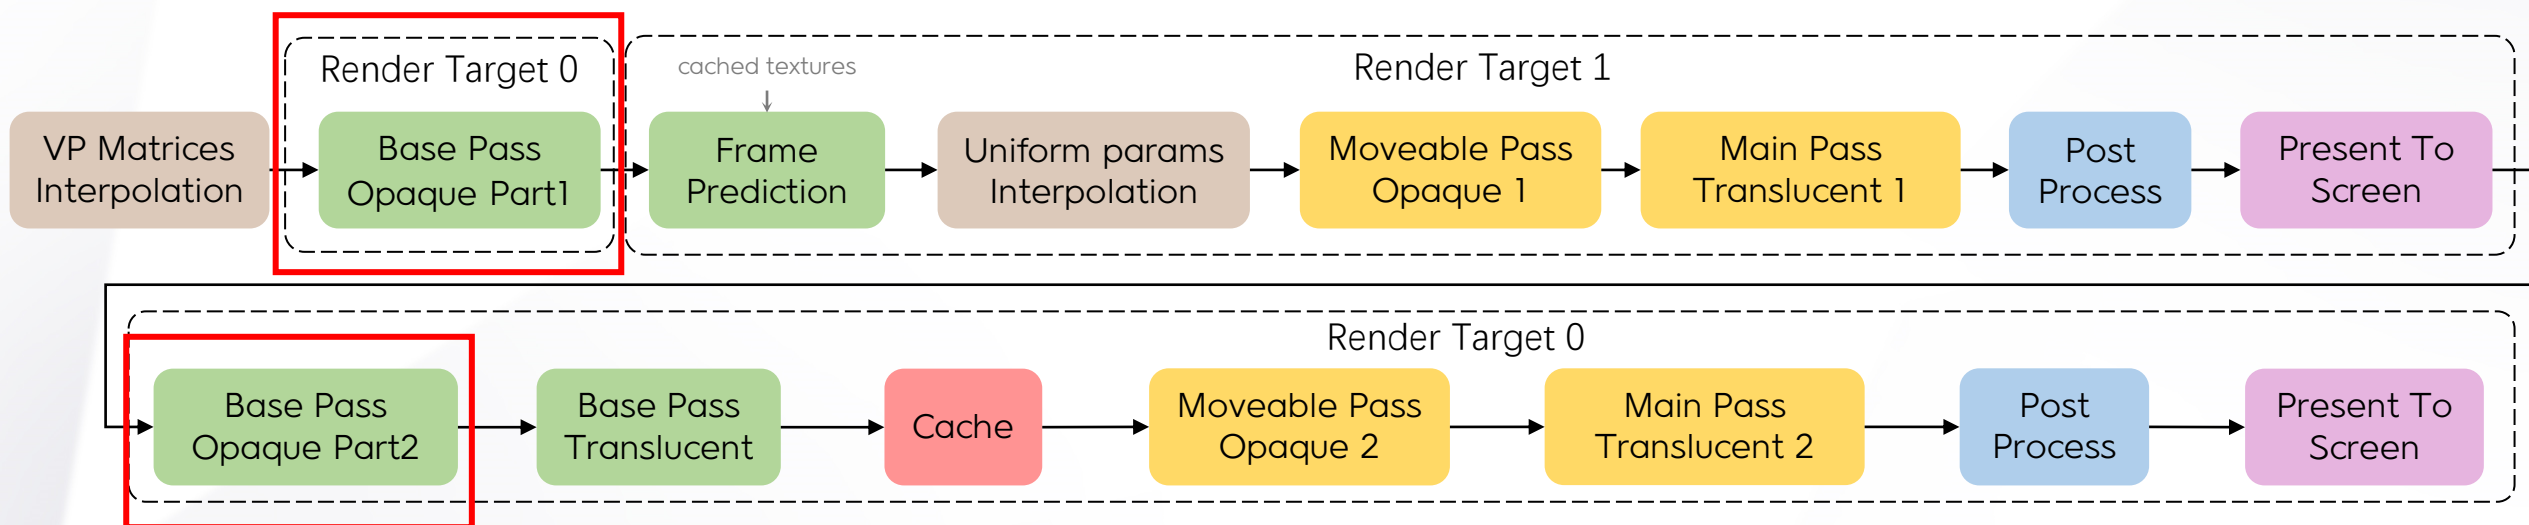 Render Target 0
cached textures
Render Target 1
VP Matrices
Interpolation
Base Pass
Opaque Part1
Frame
Prediction
Uniform params
Interpolation
Moveable Pass
Opaque 1
Main Pass
Translucent 1
Post
Process
Present To
Screen
Render Target 0
Base Pass
Opaque Part2
Base Pass
Translucent
Cache
Moveable Pass
Opaque 2
Main Pass
Translucent 2
Post
Process
Present To
Screen